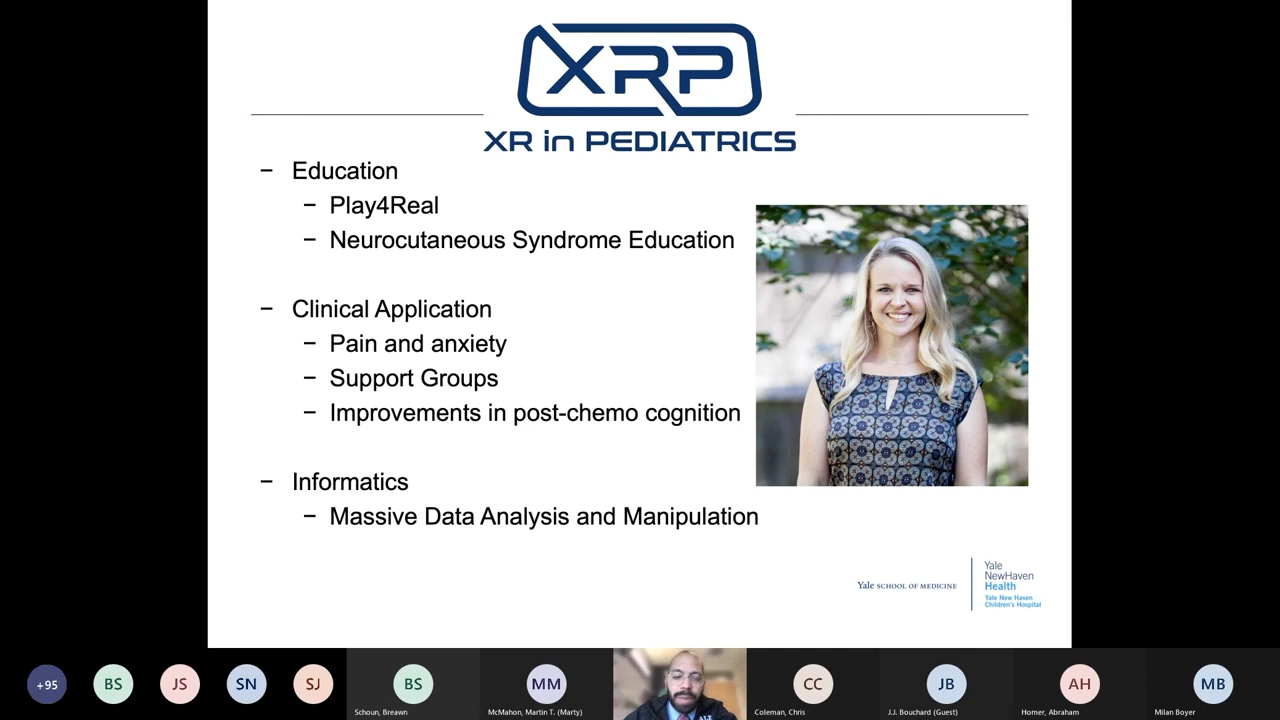 XRP
XR in PEDIATRICS
− Education
− Play4Real
− Neurocutaneous Syndrome Education
− Clinical Application
− Pain and anxiety
− Support Groups
− Improvements in post-chemo cognition
− Informatics
− Massive Data Analysis and Manipulation
Yale SCHOOL OF MEDICINE
Yale
NewHaven
Health
Yale New Haven
Children's Hospital
+95
BS
JS
SN
SJ
BS
Schoun, Breawn
MM
McMahon, Martin T. (Marty)
CC
Coleman, Chris
JB
J.J. Bouchard (Guest)
AH
Homer, Abraham
MB
Milan Boyer